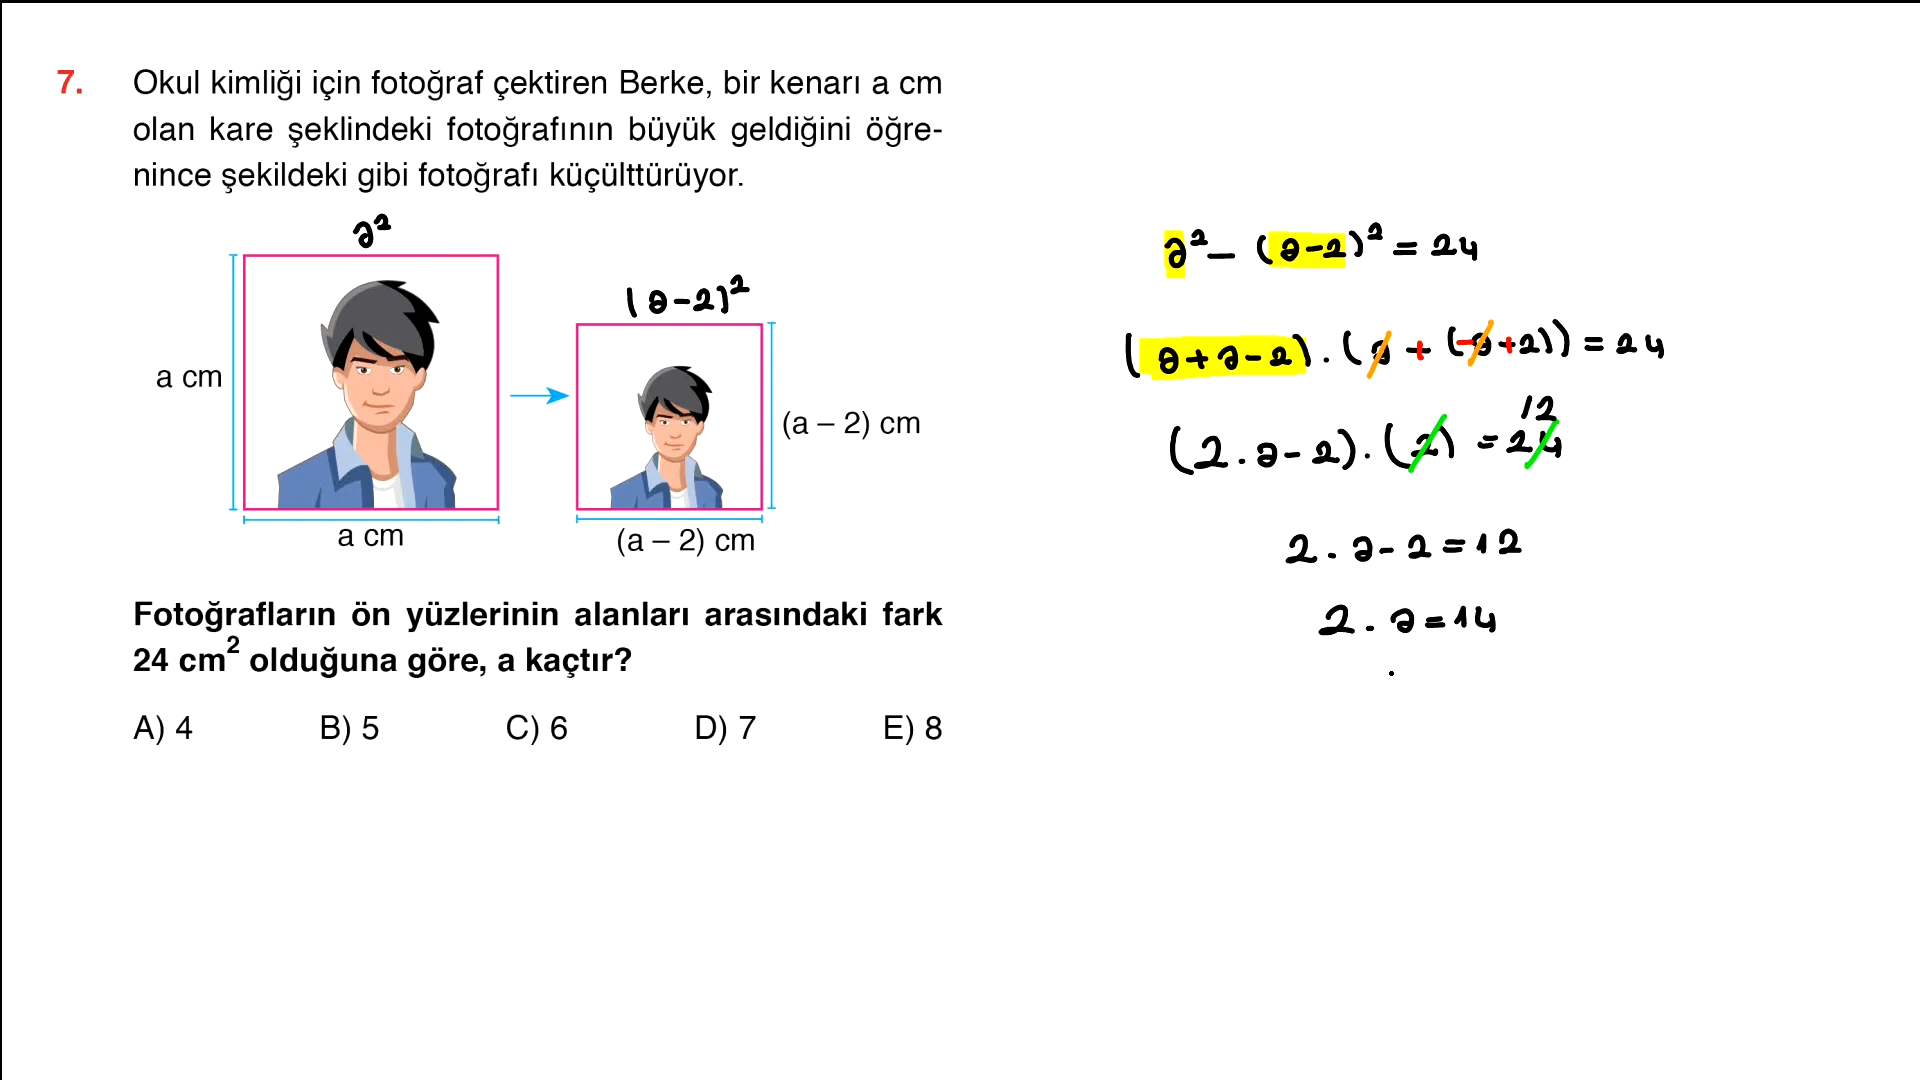 7. Okul kimliği için fotoğraf çektiren Berke, bir kenarı a cm
olan kare şeklindeki fotoğrafının büyük geldiğini öğre-
nince şekildeki gibi fotoğrafı küçülttürüyor.
a²
(a-2)²
a cm
(a – 2) cm
a cm
(a – 2) cm
Fotoğrafların ön yüzlerinin alanları arasındaki fark
24 cm² olduğuna göre, a kaçtır?
A) 4 B) 5 C) 6 D) 7 E) 8
a² - (a-2)² = 24
(a+a-2).(a + (-a+2)) = 24
12
(2.a-2).(2) = 24
2.a-2=12
2.a=14